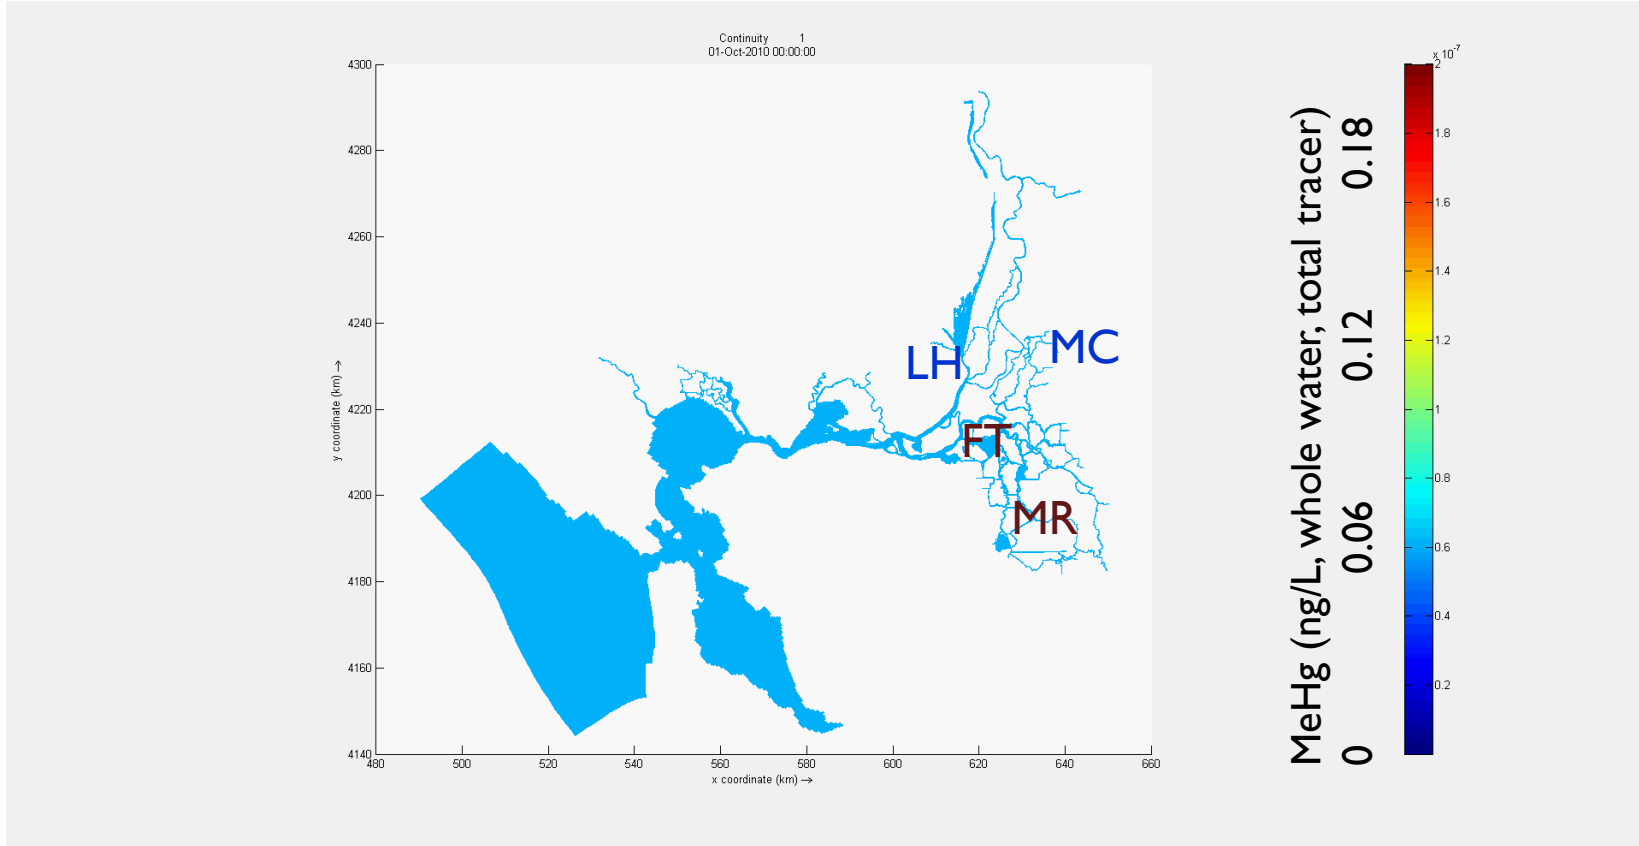 Continuity 1
01-Oct-2010 00:00:00
4300
4280
4260
4240
4220
4200
4180
4160
4140
y coordinate (km) →
480 500 520 540 560 580 600 620 640 660
x coordinate (km) →
LH
MC
FT
MR
MeHg (ng/L, whole water, total tracer)
0 0.06 0.12 0.18
x 10-7
2
1.8
1.6
1.4
1.2
1
0.8
0.6
0.4
0.2